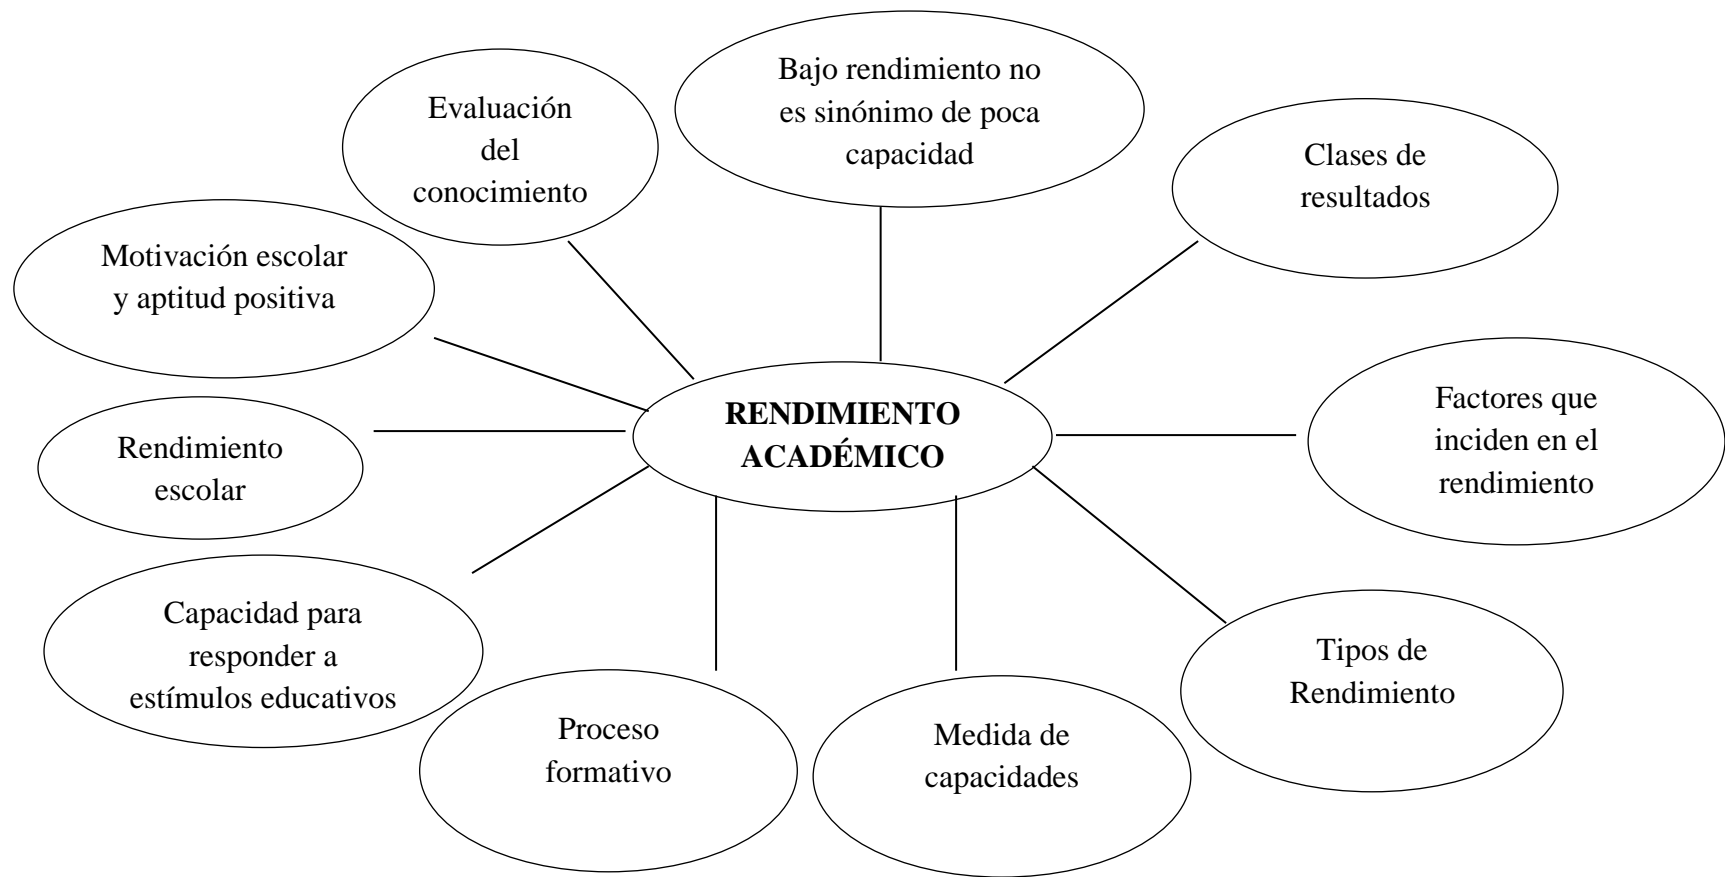 Bajo rendimiento no
es sinónimo de poca
capacidad
Evaluación
del
conocimiento
Clases de
resultados
Motivación escolar
y aptitud positiva
RENDIMIENTO
ACADÉMICO
Factores que
inciden en el
rendimiento
Rendimiento
escolar
Capacidad para
responder a
estímulos educativos
Tipos de
Rendimiento
Proceso
formativo
Medida de
capacidades